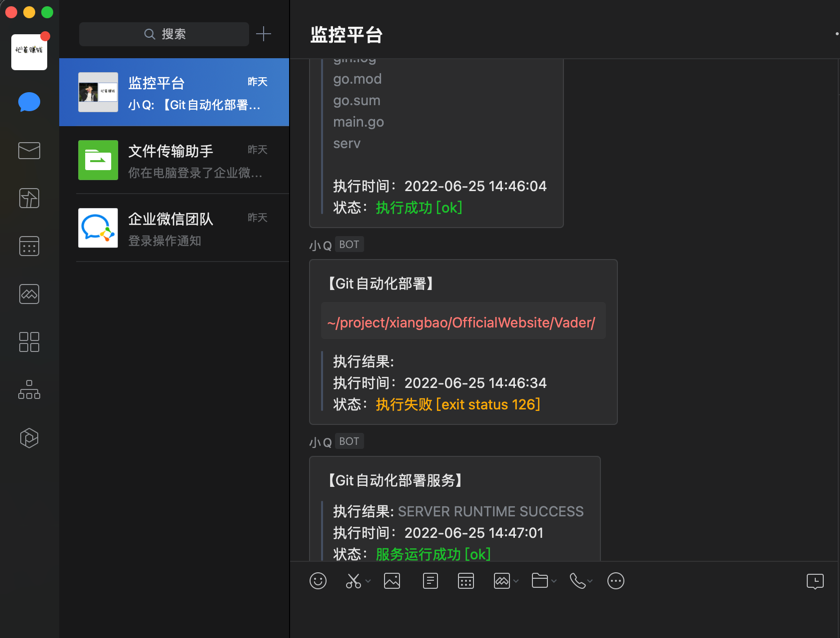 搜索
监控平台
昨天
小Q: 【Git自动化部署...
文件传输助手
昨天
你在电脑登录了企业微...
企业微信团队
昨天
登录操作通知
监控平台
gin.log
go.mod
go.sum
main.go
serv
执行时间：2022-06-25 14:46:04
状态：执行成功 [ok]
小Q BOT
【Git自动化部署】
~/project/xiangbao/OfficialWebsite/Vader/
执行结果:
执行时间：2022-06-25 14:46:34
状态：执行失败 [exit status 126]
小Q BOT
【Git自动化部署服务】
执行结果: SERVER RUNTIME SUCCESS
执行时间：2022-06-25 14:47:01
状态：服务运行成功 [ok]